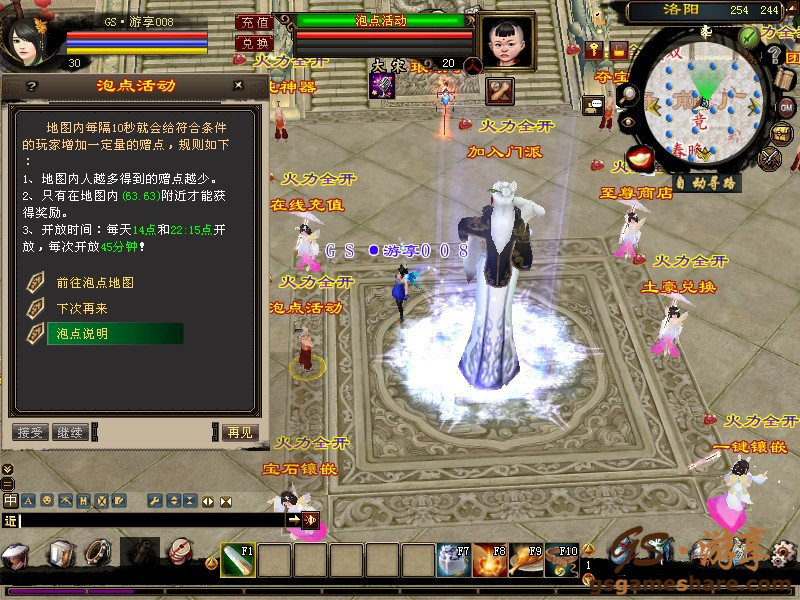 GS·游享008
充值
兑换
30
泡点活动
大宋
20
洛阳
254 244
GM
自动寻路
泡点活动
地图内每隔10秒就会给符合条件
的玩家增加一定量的赠点，规则如下
：
1、地图内人越多得到的赠点越少。
2、只有在地图内(63.63)附近才能获
得奖励。
3、开放时间：每天14点和22:15点开
放，每次开放45分钟！
前往泡点地图
下次再来
泡点说明
接受
继续
再见
火力全开
加入门派
火力全开
在线充值
火力全开
至尊商店
GS●游享008
火力全开
土豪兑换
火力全开
泡点活动
火力全开
一键镶嵌
火力全开
宝石镶嵌
近
F1
F7
F8
F9
F10
1
GS·游享
gsgameshare.com